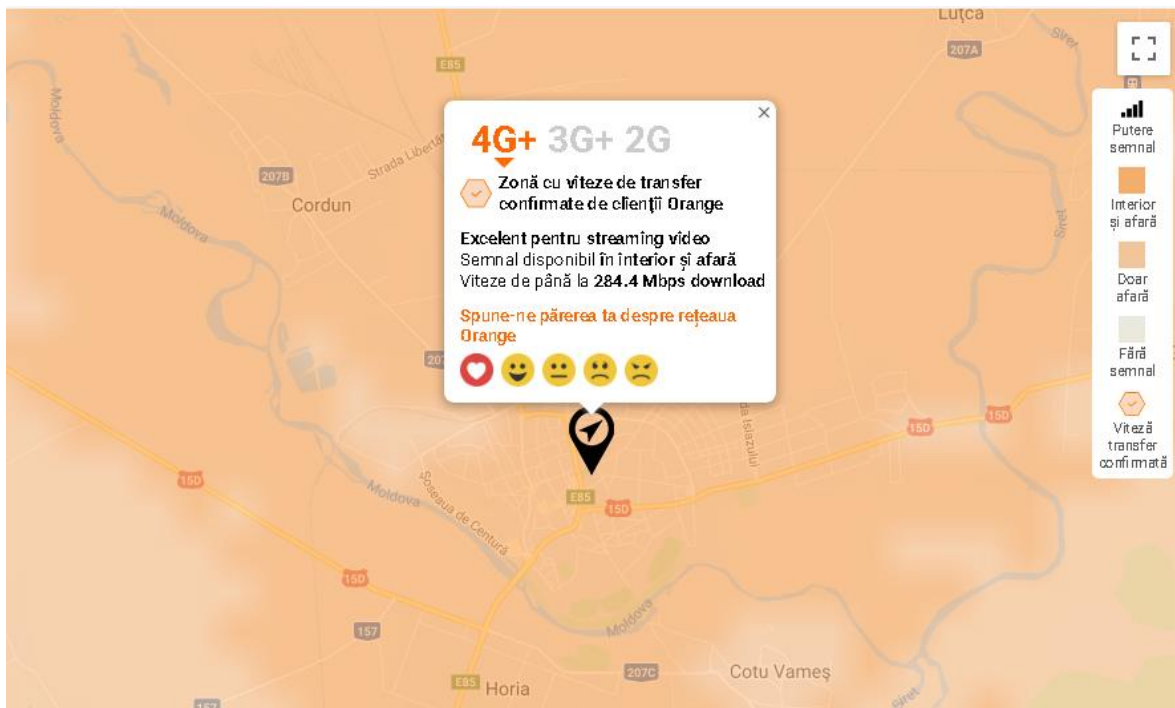 Luțca
Siret
207A
E85
Moldova
Strada Libertăț
207B
Cordun
Moldova
4G+ 3G+ 2G
Zonă cu viteze de transfer
confirmate de clienții Orange
Excelent pentru streaming video
Semnal disponibil în interior și afară
Viteze de până la 284.4 Mbps download
Spune-ne părerea ta despre rețeaua
Orange
Putere
semnal
Interior
și afară
Doar
afară
Fără
semnal
Viteză
transfer
confirmată
Siret
207
15D
15D
da Islazului
15D
Moldova
Șoseaua de Centură
E85
15D
15D
157
Moldova
207C
Cotu Vameș
E85
Horia
Siret
157